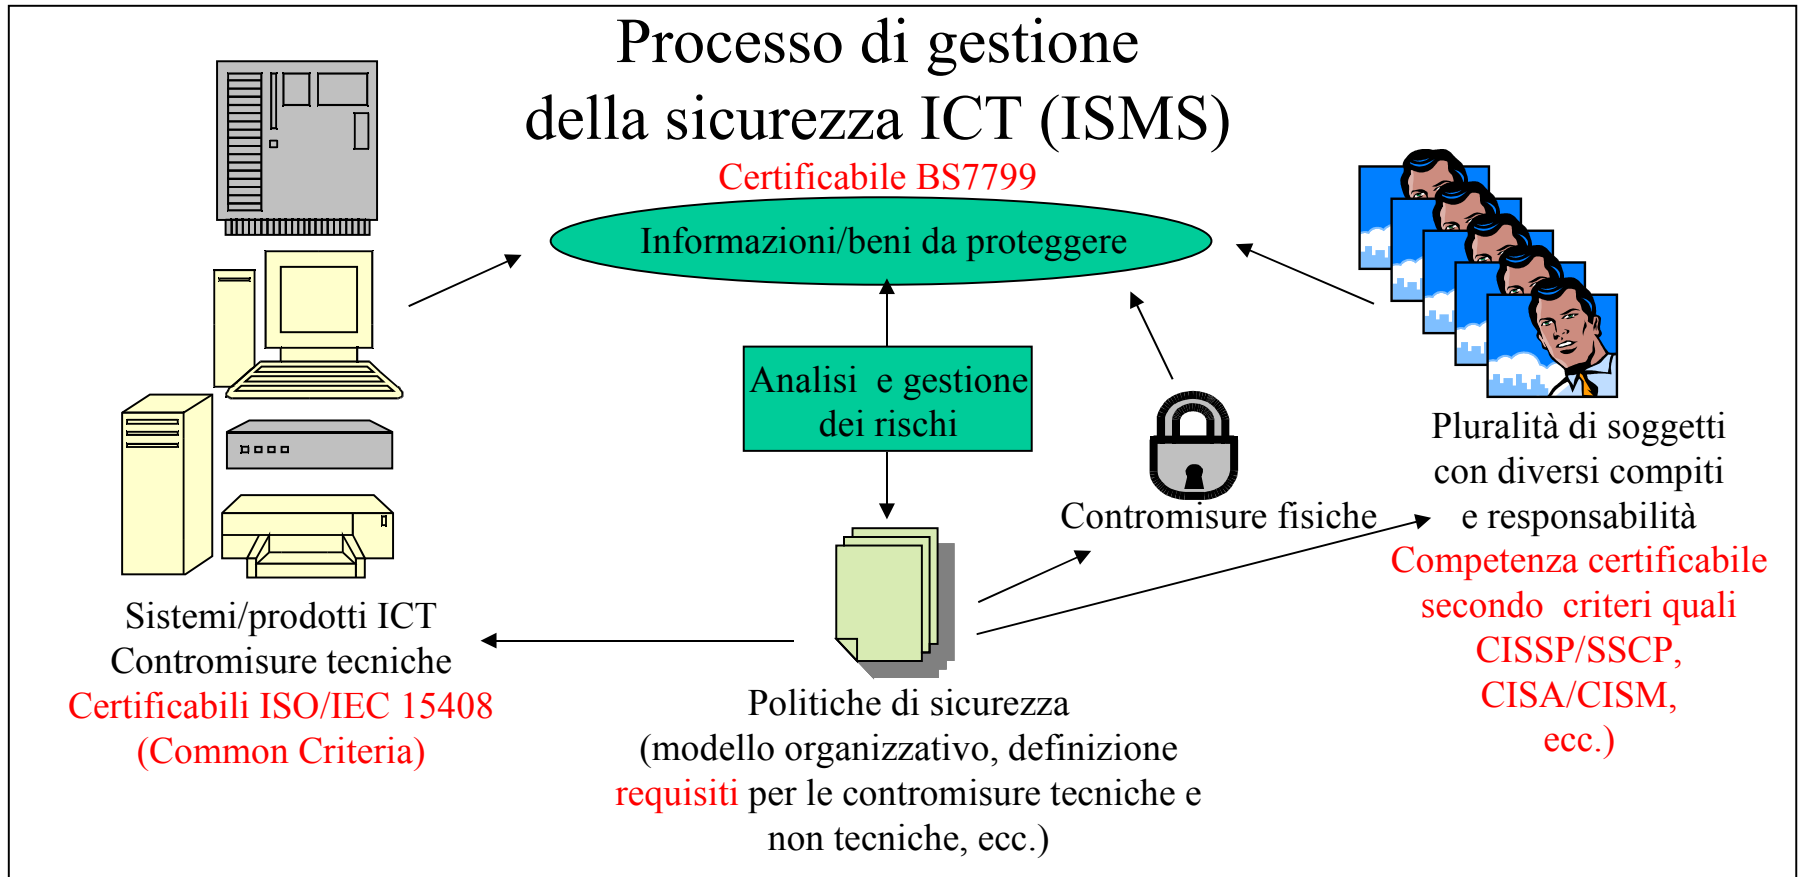 Processo di gestione
della sicurezza ICT (ISMS)
Certificabile BS7799
Informazioni/beni da proteggere
Analisi e gestione
dei rischi
Contromisure fisiche
Pluralità di soggetti
con diversi compiti
e responsabilità
Competenza certificabile
secondo criteri quali
CISSP/SSCP,
CISA/CISM,
ecc.)
Sistemi/prodotti ICT
Contromisure tecniche
Certificabili ISO/IEC 15408
(Common Criteria)
Politiche di sicurezza
(modello organizzativo, definizione
requisiti per le contromisure tecniche e
non tecniche, ecc.)